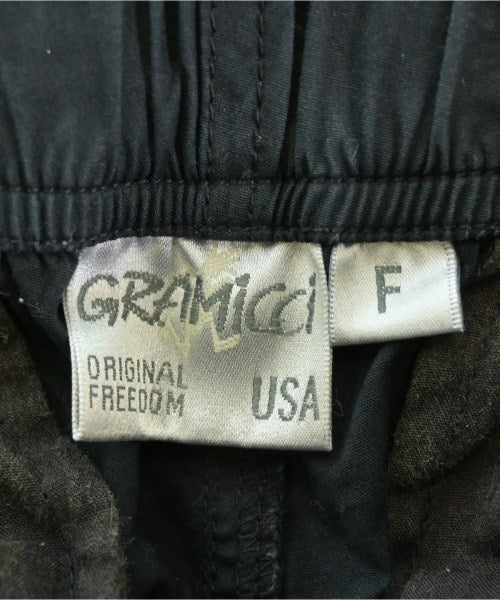 GRAMiCCi
F
ORIGINAL
FREEDOM
USA